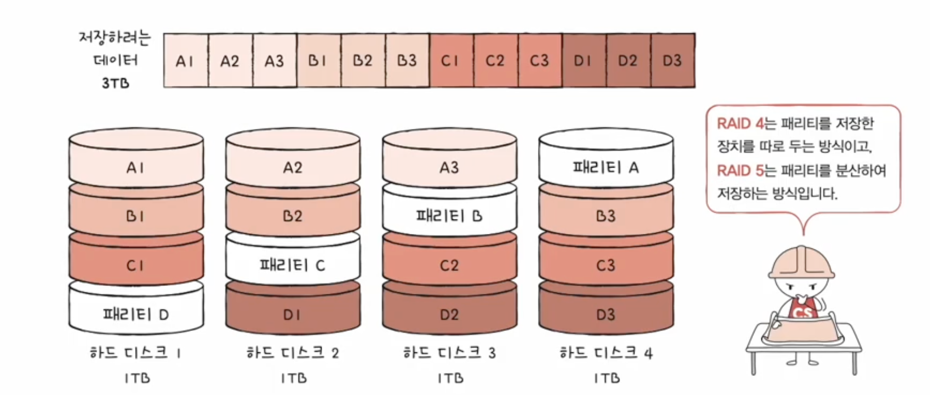 저장하려는
데이터
3TB
A1 A2 A3 B1 B2 B3 C1 C2 C3 D1 D2 D3
A1 A2 A3 패리티 A
B1 B2 패리티 B B3
C1 패리티 C C2 C3
패리티 D D1 D2 D3
하드 디스크 1 하드 디스크 2 하드 디스크 3 하드 디스크 4
1TB 1TB 1TB 1TB
RAID 4는 패리티를 저장한
장치를 따로 두는 방식이고,
RAID 5는 패리티를 분산하여
저장하는 방식입니다.
CS